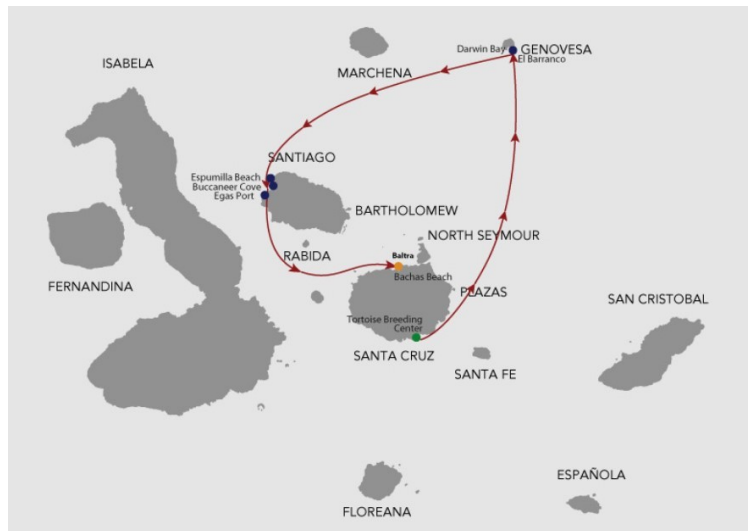 Darwin Bay
GENOVESA
El Barranco
ISABELA
MARCHENA
SANTIAGO
Espumilla Beach
Buccaneer Cove
Egas Port
BARTHOLOMEW
NORTH SEYMOUR
RABIDA
Baltra
Bachas Beach
FERNANDINA
PLAZAS
SAN CRISTOBAL
Tortoise Breeding
Center
SANTA CRUZ
SANTA FE
ESPAÑOLA
FLOREANA